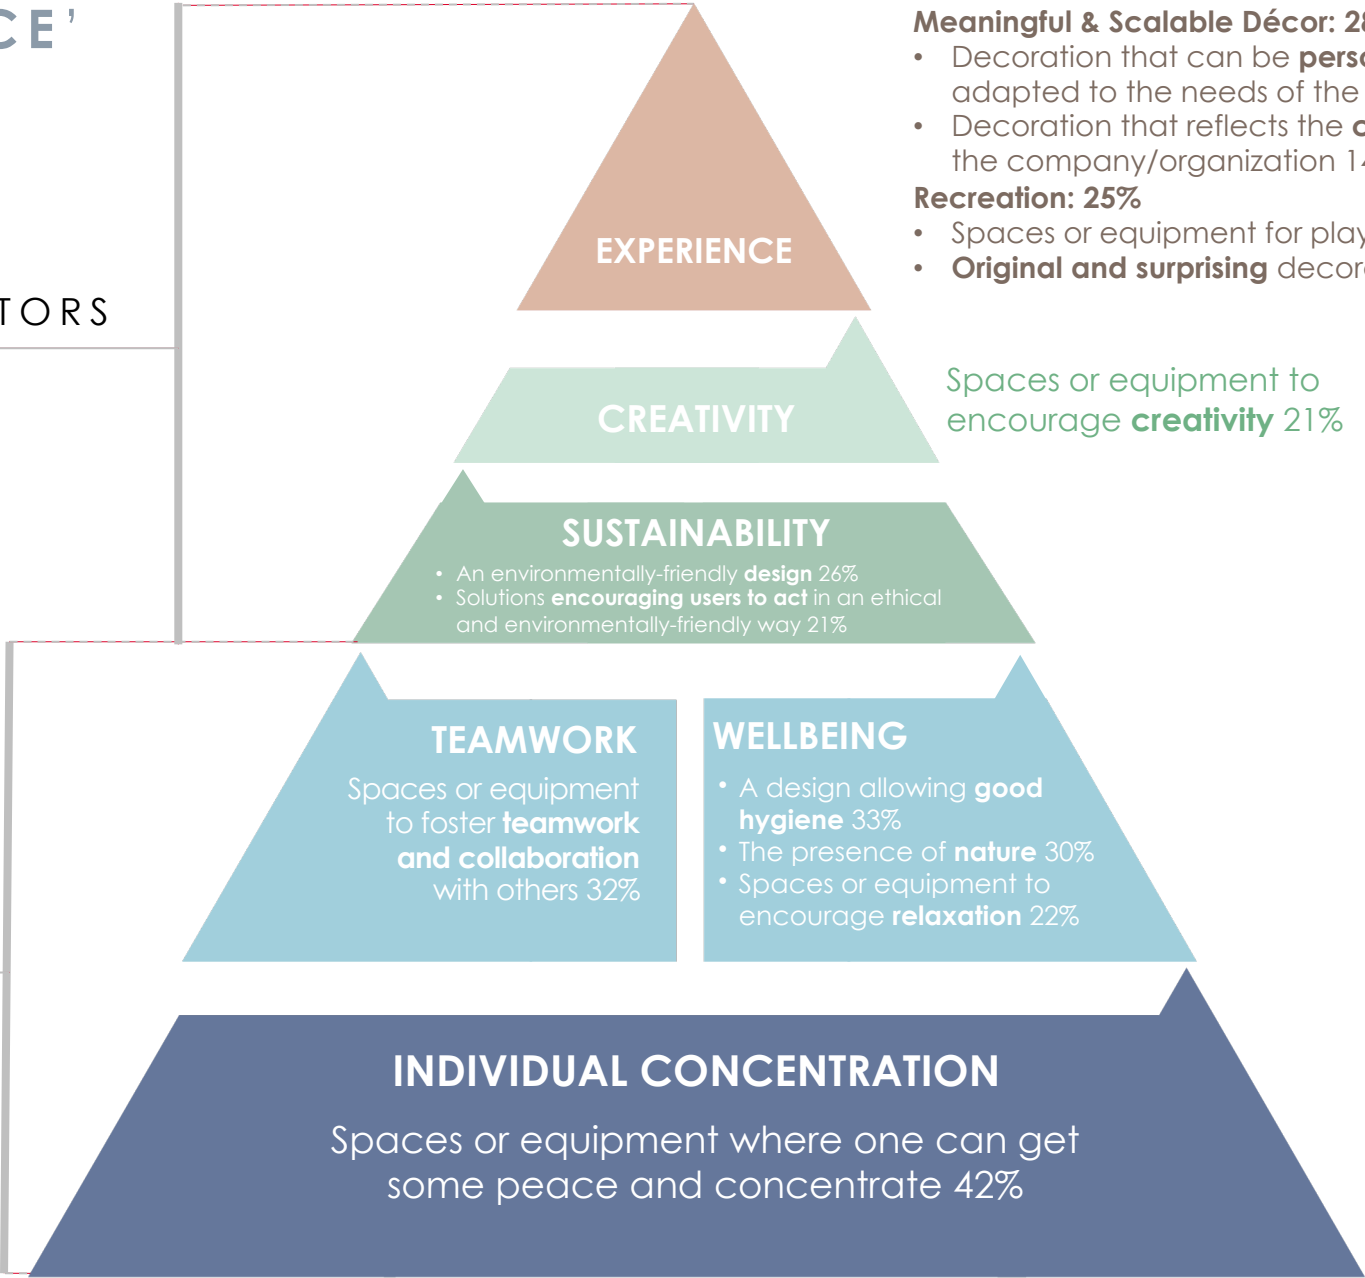 CE’
TORS
Meaningful & Scalable Décor: 28
• Decoration that can be
adapted to the needs of the
• Decoration that reflects the
the company/organization 14
Recreation: 25%
• Spaces or equipment for play
• Original and surprising
EXPERIENCE
Spaces or equipment to
encourage creativity 21%
CREATIVITY
SUSTAINABILITY
• An environmentally-friendly design 26%
• Solutions encouraging users to act in an ethical
and environmentally-friendly way 21%
TEAMWORK
Spaces or equipment
to foster teamwork
and collaboration
with others 32%
WELLBEING
• A design allowing good
hygiene 33%
• The presence of nature 30%
• Spaces or equipment to
encourage relaxation 22%
INDIVIDUAL CONCENTRATION
Spaces or equipment where one can get
some peace and concentrate 42%